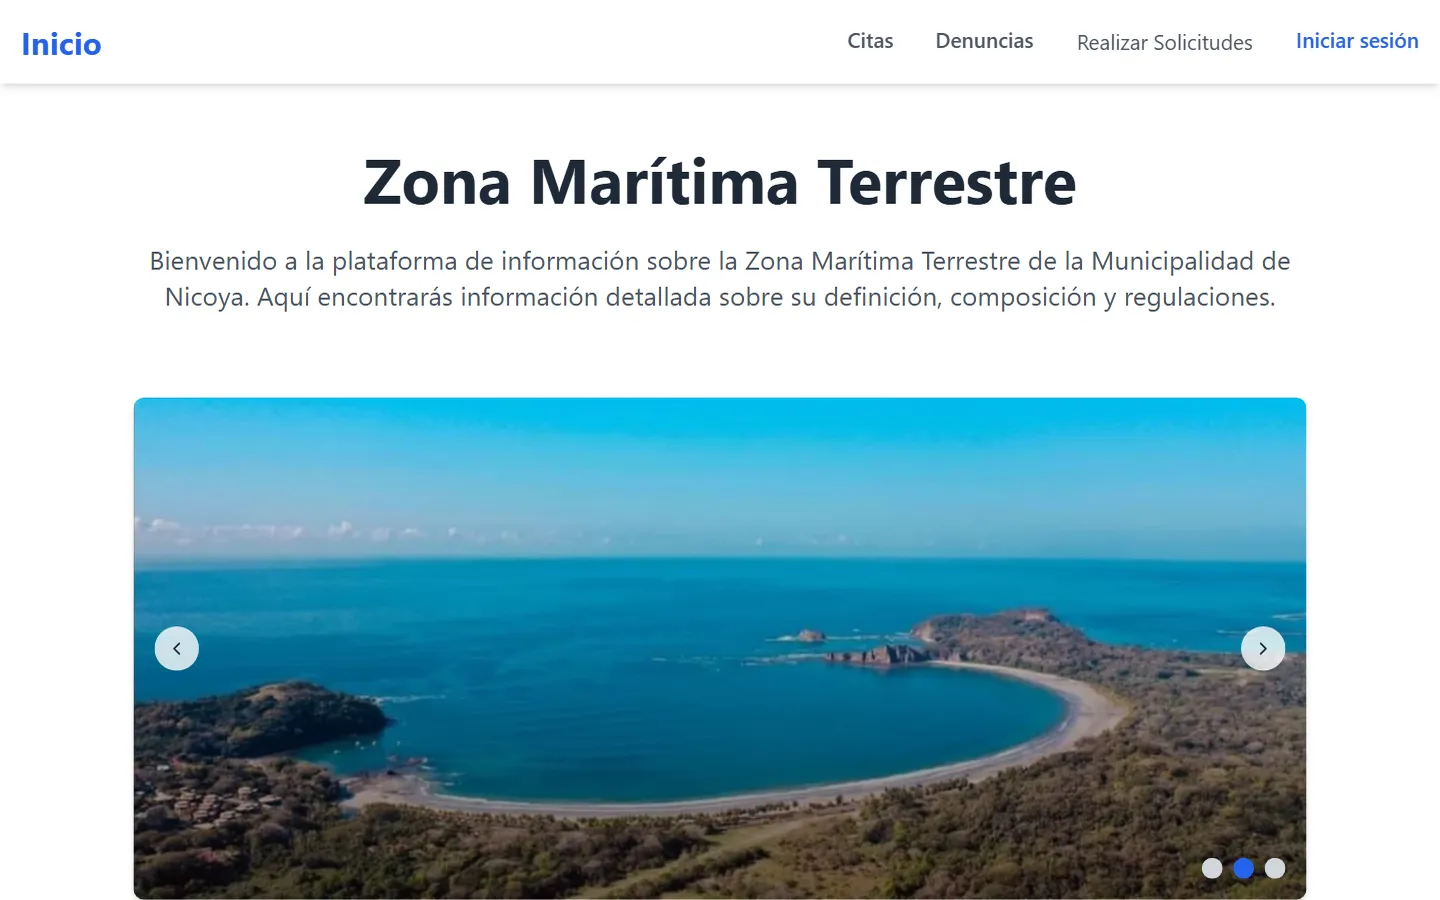 Inicio
Citas
Denuncias
Realizar Solicitudes
Iniciar sesión
Zona Marítima Terrestre
Bienvenido a la plataforma de información sobre la Zona Marítima Terrestre de la Municipalidad de
Nicoya. Aquí encontrarás información detallada sobre su definición, composición y regulaciones.